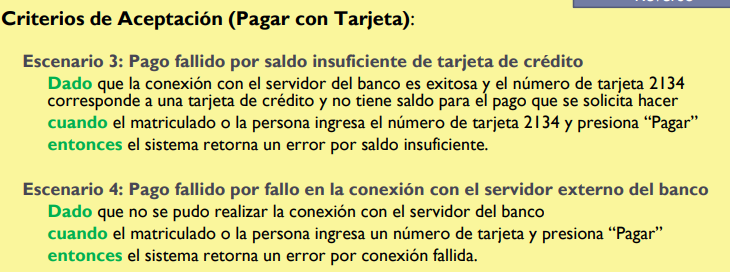 Criterios de Aceptación (Pagar con Tarjeta):
Escenario 3: Pago fallido por saldo insuficiente de tarjeta de crédito
Dado que la conexión con el servidor del banco es exitosa y el número de tarjeta 2134
corresponde a una tarjeta de crédito y no tiene saldo para el pago que se solicita hacer
cuando el matriculado o la persona ingresa el número de tarjeta 2134 y presiona “Pagar”
entonces el sistema retorna un error por saldo insuficiente.
Escenario 4: Pago fallido por fallo en la conexión con el servidor externo del banco
Dado que no se pudo realizar la conexión con el servidor del banco
cuando el matriculado o la persona ingresa un número de tarjeta y presiona “Pagar”
entonces el sistema retorna un error por conexión fallida.